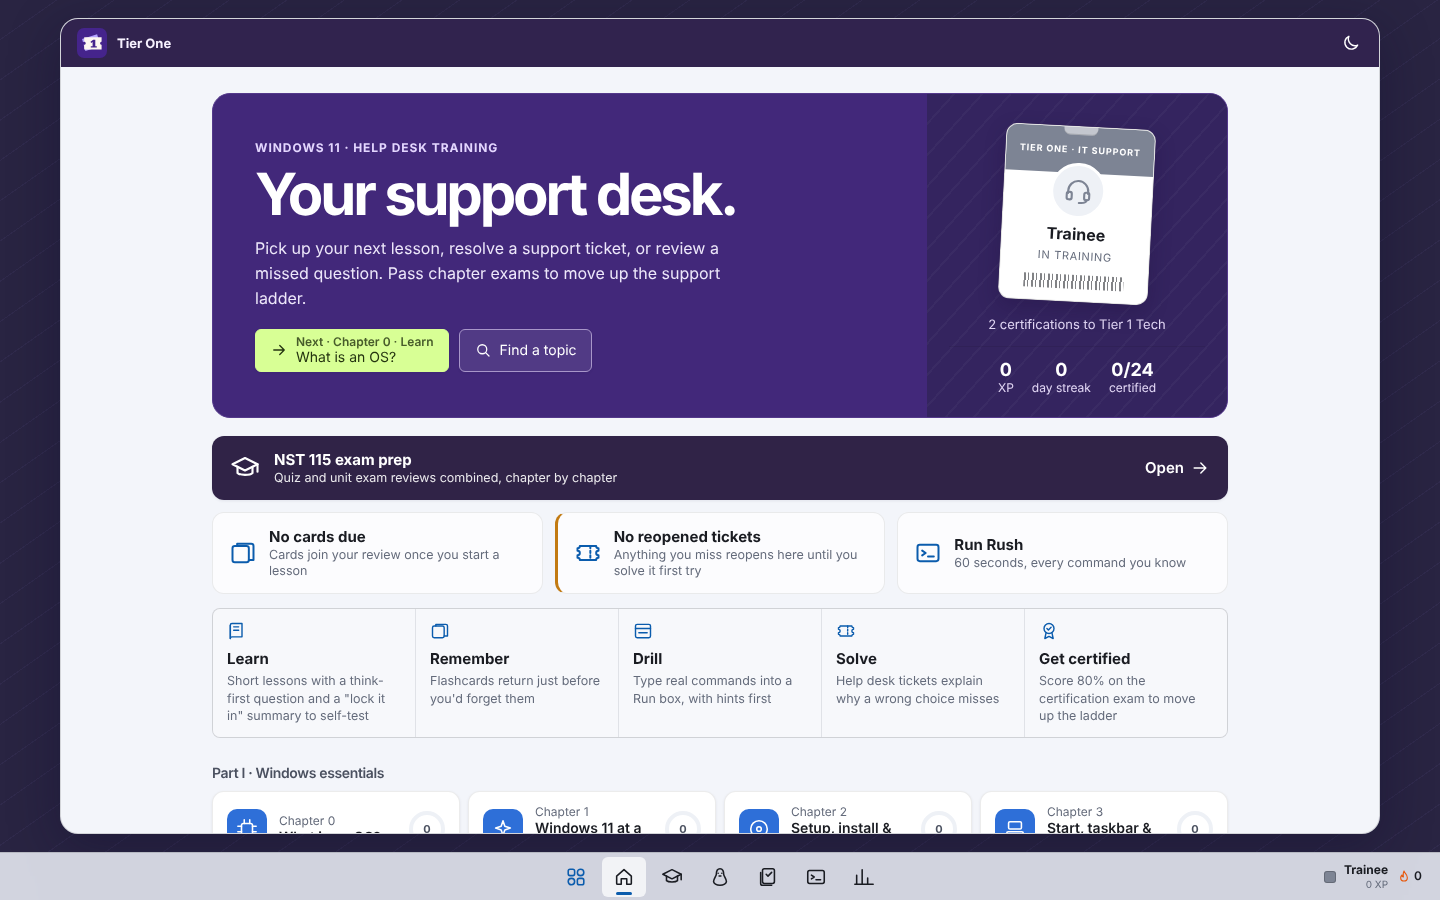 1
Tier One
WINDOWS 11 · HELP DESK TRAINING
Your support desk.
Pick up your next lesson, resolve a support ticket, or review a
missed question. Pass chapter exams to move up the support
ladder.
Next · Chapter 0 · Learn
What is an OS?
Find a topic
TIER ONE · IT SUPPORT
Trainee
IN TRAINING
2 certifications to Tier 1 Tech
0 0 0/24
XP day streak certified
NST 115 exam prep
Quiz and unit exam reviews combined, chapter by chapter
Open
No cards due
Cards join your review once you start a
lesson
No reopened tickets
Anything you miss reopens here until you
solve it first try
Run Rush
60 seconds, every command you know
Learn
Short lessons with a think-
first question and a "lock it
in" summary to self-test
Remember
Flashcards return just before
you'd forget them
Drill
Type real commands into a
Run box, with hints first
Solve
Help desk tickets explain
why a wrong choice misses
Get certified
Score 80% on the
certification exam to move
up the ladder
Part I · Windows essentials
Chapter 0
What is an OS?
0
Chapter 1
Windows 11 at a
0
Chapter 2
Setup, install &
0
Chapter 3
Start, taskbar &
0
Trainee
0 XP
0